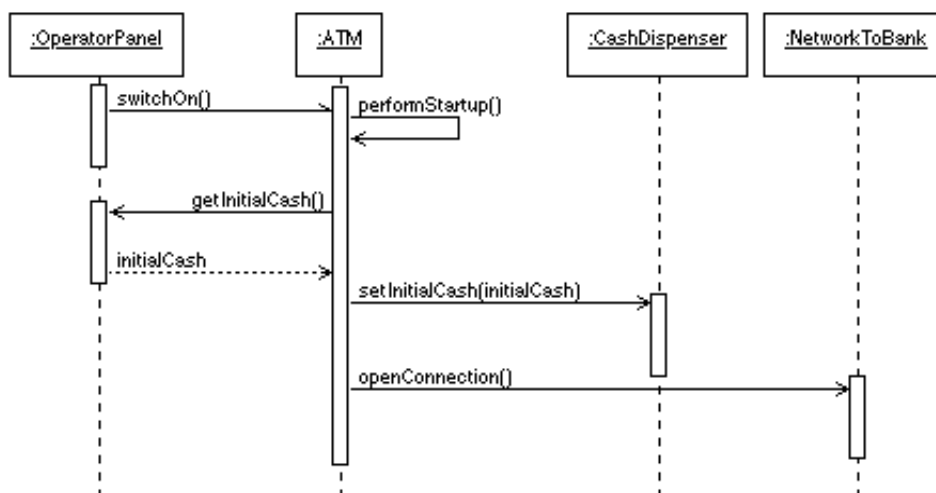 :OperatorPanel
:ATM
:CashDispenser
:NetworkToBank
switchOn()
performStartup()
getInitialCash()
initialCash
setInitialCash(initialCash)
openConnection()